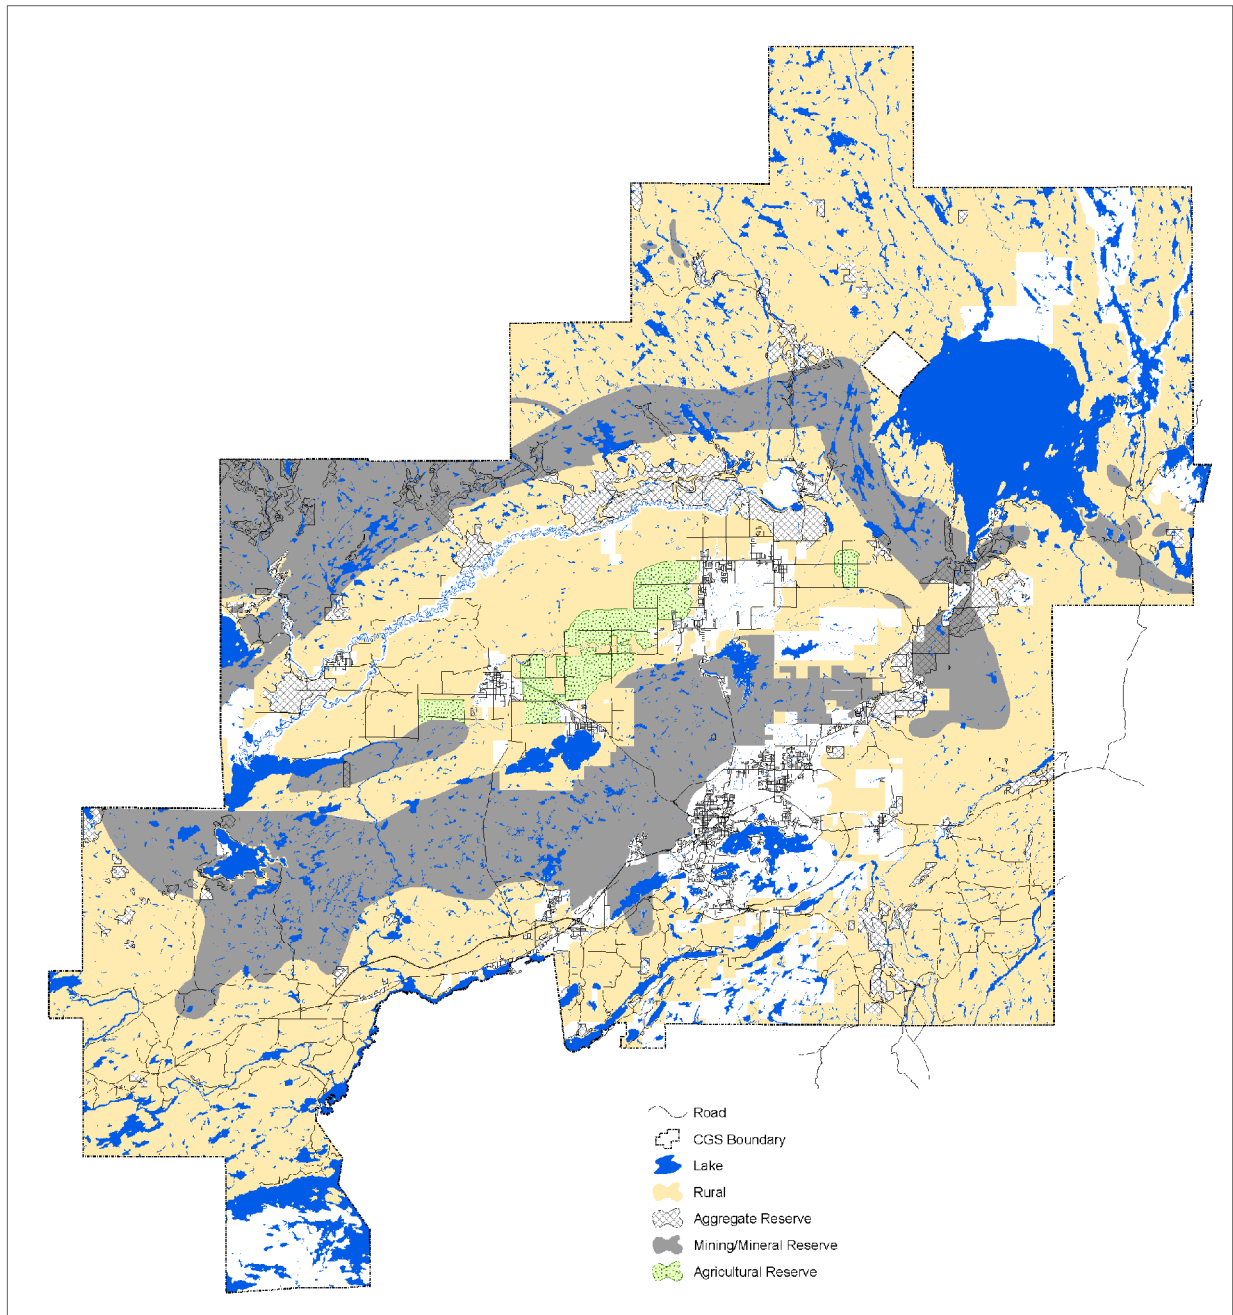 Road
CGS Boundary
Lake
Rural
Aggregate Reserve
Mining/Mineral Reserve
Agricultural Reserve